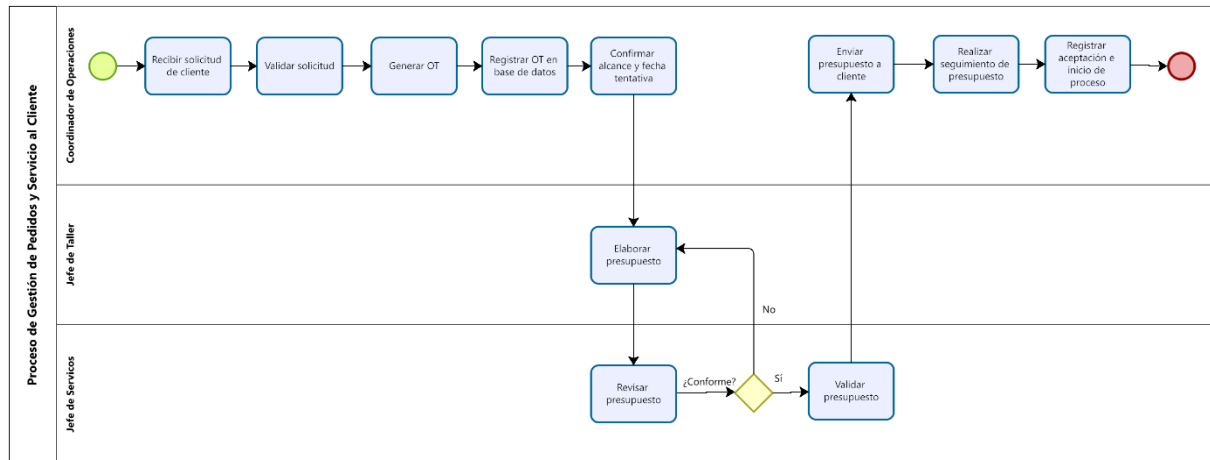 Proceso de Gestión de Pedidos y Servicio al Cliente
Coordinador de Operaciones
Recibir solicitud
de cliente
Validar solicitud
Generar OT
Registrar OT en
base de datos
Confirmar
alcance y fecha
tentativa
Enviar
presupuesto a
cliente
Realizar
seguimiento de
presupuesto
Registrar
aceptación e
inicio de
proceso
Jefe de Taller
Elaborar
presupuesto
No
Jefe de Servicos
Revisar
presupuesto
¿Conforme?
Sí
Validar
presupuesto